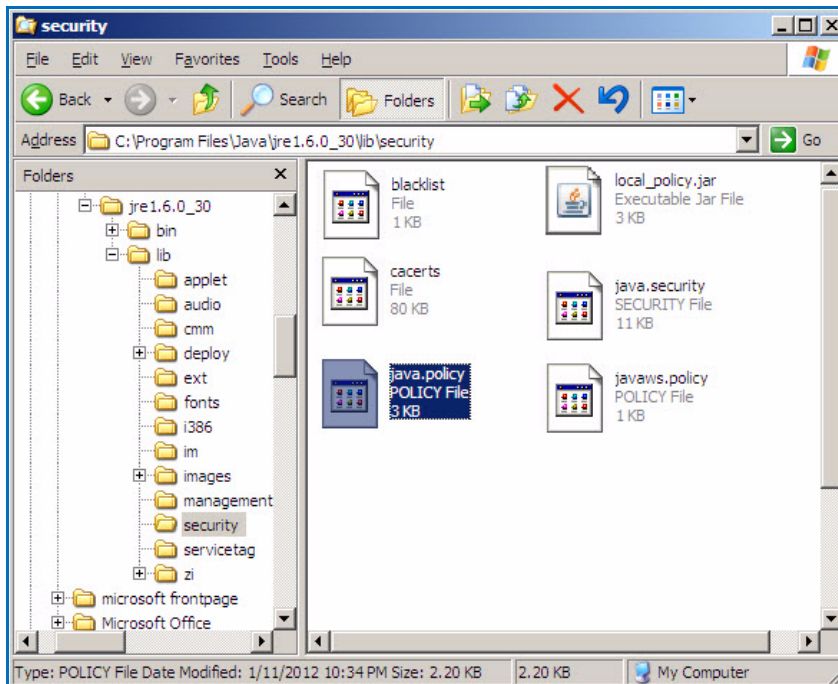 security
File Edit View Favorites Tools Help
Back Search Folders
Address C:\Program Files\Java\jre1.6.0_30\lib\security Go
Folders
jre1.6.0_30
bin
lib
applet
audio
cmm
deploy
ext
fonts
i386
im
images
management
security
servicetag
zi
microsoft frontpage
Microsoft Office
blacklist
File
1 KB
local_policy.jar
Executable Jar File
3 KB
cacerts
File
80 KB
java.security
SECURITY File
11 KB
java.policy
POLICY File
3 KB
javaws.policy
POLICY File
1 KB
Type: POLICY File Date Modified: 1/11/2012 10:34 PM Size: 2.20 KB 2.20 KB My Computer